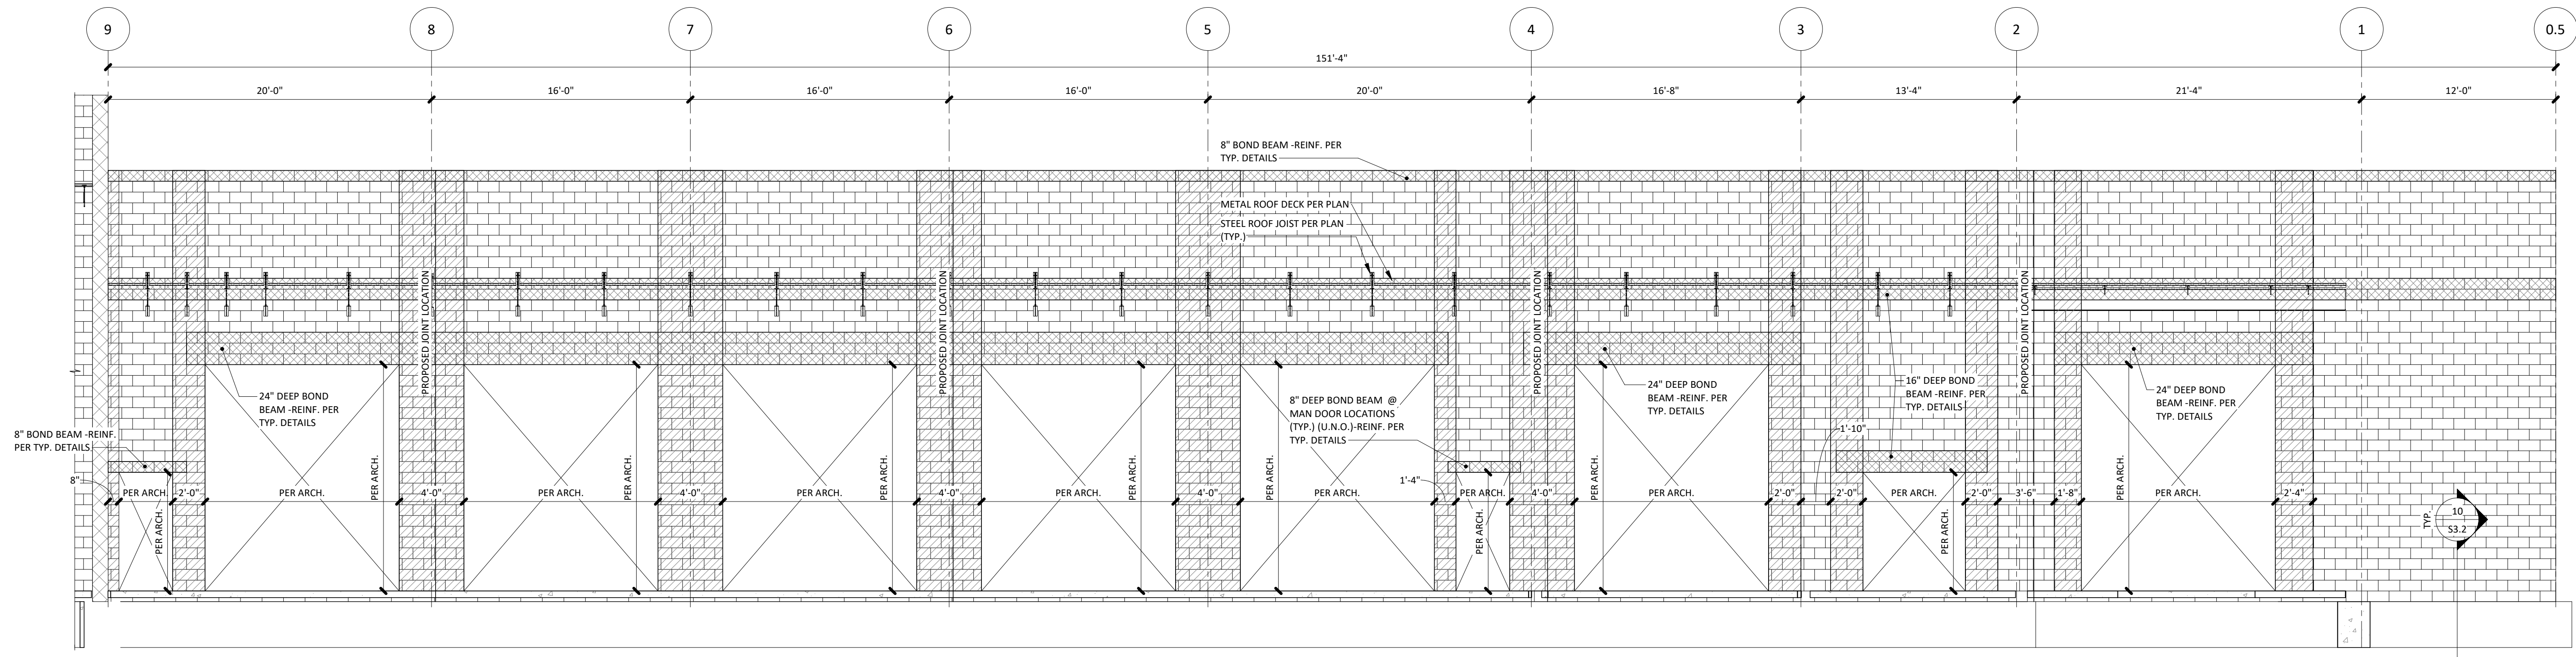 9
8
7
6
5
4
3
2
1
0.5
151'-4"
20'-0"
16'-0"
16'-0"
16'-0"
20'-0"
16'-8"
13'-4"
21'-4"
12'-0"
8" BOND BEAM -REINF. PER
TYP. DETAILS
METAL ROOF DECK PER PLAN
STEEL ROOF JOIST PER PLAN
(TYP.)
PROPOSED JOINT LOCATION
PROPOSED JOINT LOCATION
PROPOSED JOINT LOCATION
PROPOSED JOINT LOCATION
24" DEEP BOND
BEAM -REINF. PER
TYP. DETAILS
8" DEEP BOND BEAM @
MAN DOOR LOCATIONS
(TYP.) (U.N.O.)-REINF. PER
TYP. DETAILS
24" DEEP BOND
BEAM -REINF. PER
TYP. DETAILS
16" DEEP BOND
BEAM -REINF. PER
TYP. DETAILS
24" DEEP BOND
BEAM -REINF. PER
TYP. DETAILS
8" BOND BEAM -REINF.
PER TYP. DETAILS
1'-10"
8"
1'-4"
PER ARCH.
2'-0"
PER ARCH.
4'-0"
PER ARCH.
4'-0"
PER ARCH.
4'-0"
PER ARCH.
4'-0"
PER ARCH.
PER ARCH.
4'-0"
PER ARCH.
2'-0"
2'-0"
PER ARCH.
2'-0"
3'-6"
1'-8"
PER ARCH.
2'-4"
PER ARCH.
PER ARCH.
PER ARCH.
PER ARCH.
PER ARCH.
PER ARCH.
PER ARCH.
PER ARCH.
PER ARCH.
PER ARCH.
TYP.
10
S3.2